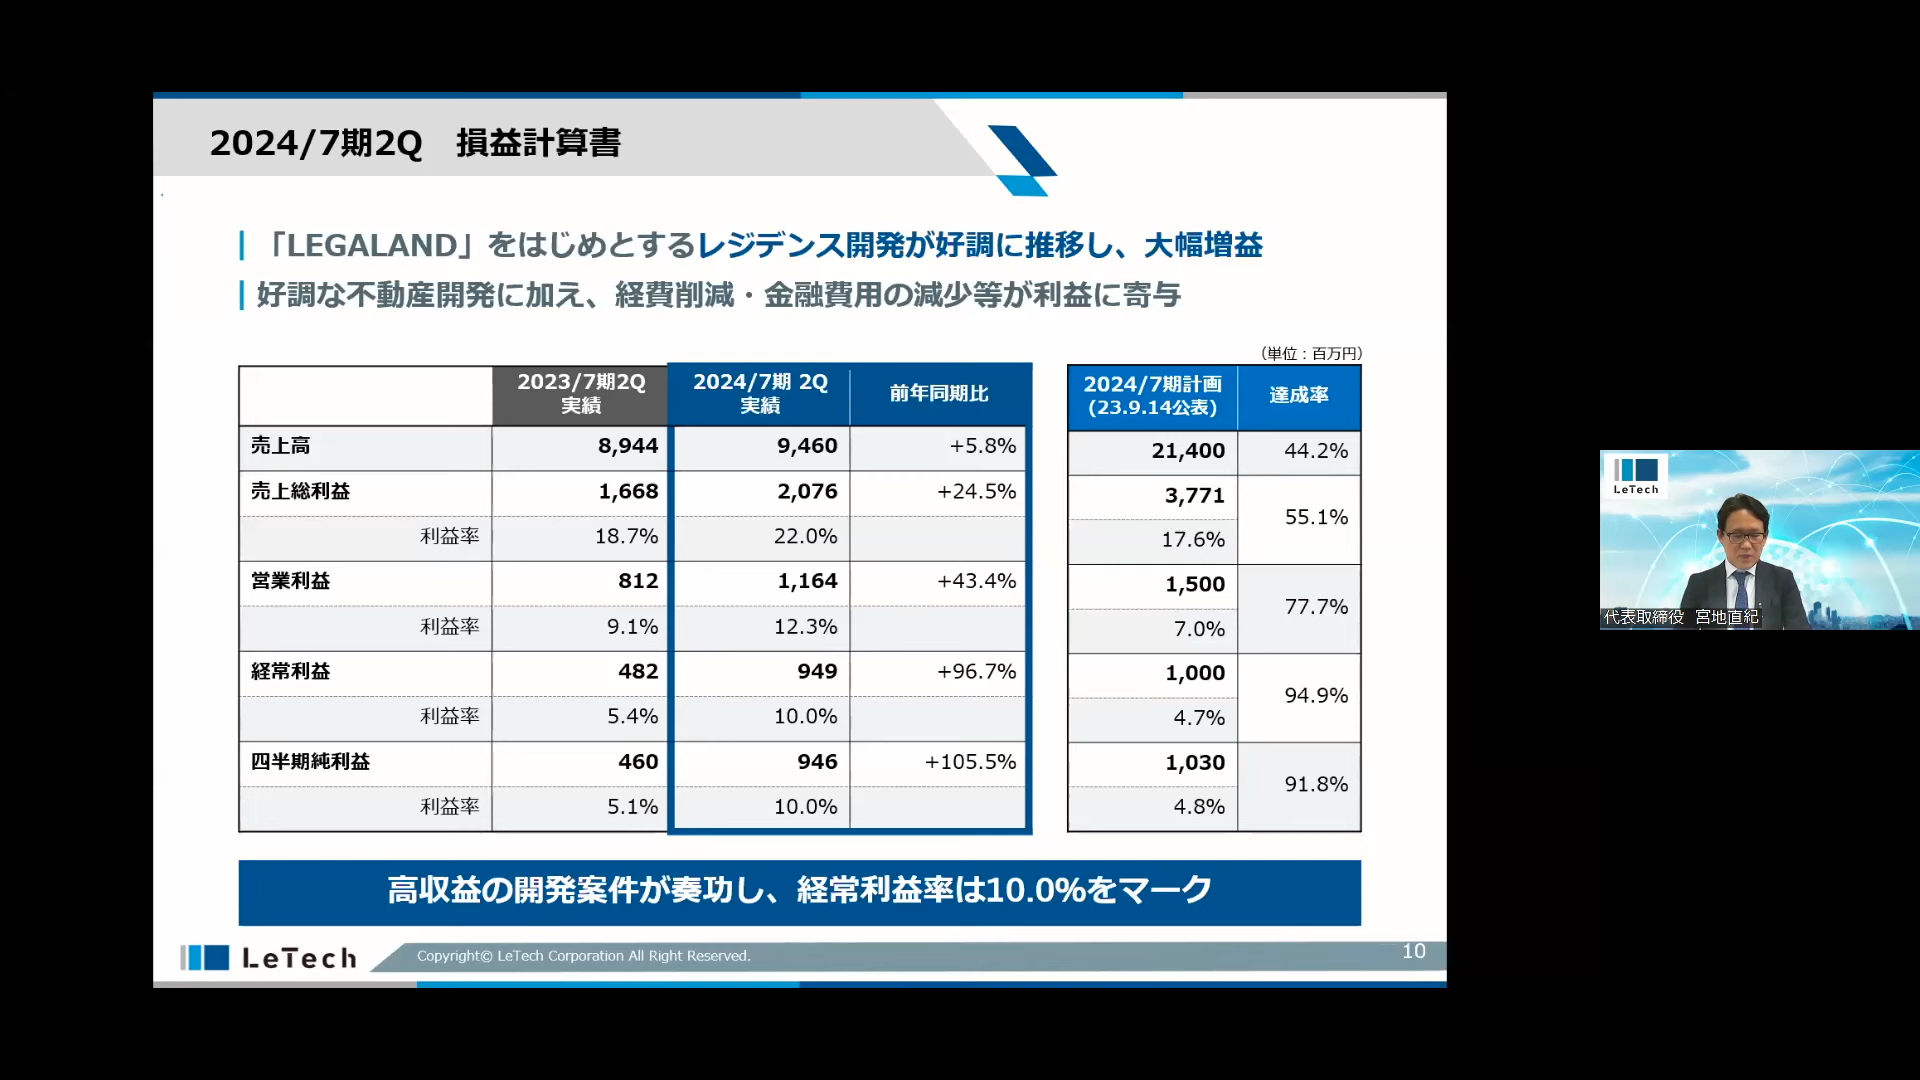 2024/7期2Q 損益計算書
「LEGALAND」をはじめとするレジデンス開発が好調に推移し、大幅増益
好調な不動産開発に加え、経費削減・金融費用の減少等が利益に寄与
(単位:百万円)
2023/7期2Q 実績 2024/7期 2Q 実績 前年同期比 2024/7期計画 (23.9.14公表) 達成率
売上高 8,944 9,460 +5.8% 21,400 44.2%
売上総利益 1,668 2,076 +24.5% 3,771 55.1%
利益率 18.7% 22.0% 17.6%
営業利益 812 1,164 +43.4% 1,500 77.7%
利益率 9.1% 12.3% 7.0%
経常利益 482 949 +96.7% 1,000 94.9%
利益率 5.4% 10.0% 4.7%
四半期純利益 460 946 +105.5% 1,030 91.8%
利益率 5.1% 10.0% 4.8%
高収益の開発案件が奏功し、経常利益率は10.0%をマーク
LeTech
Copyright© LeTech Corporation All Right Reserved.
10
LeTech
代表取締役 宮地直紀